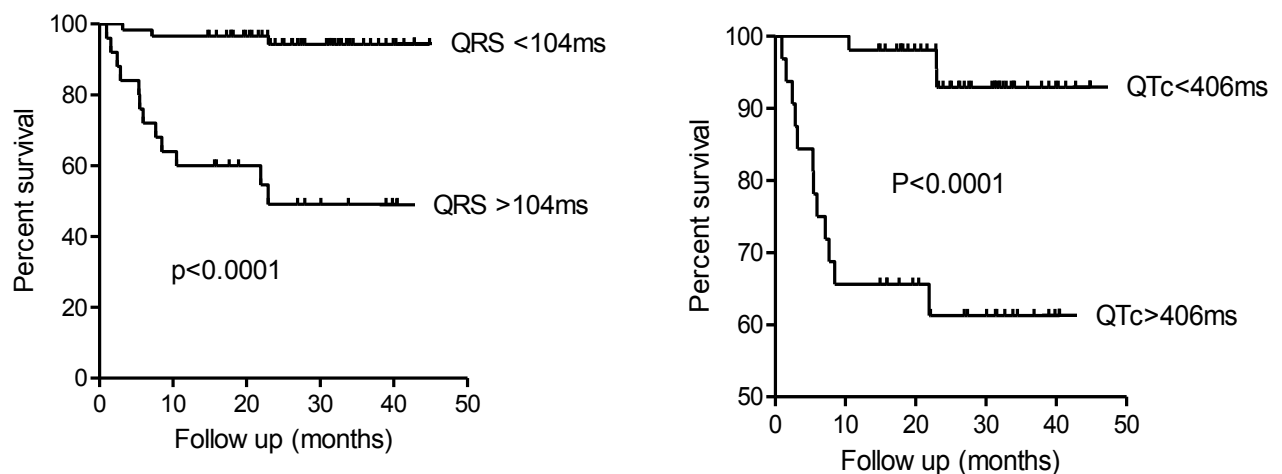 100
80
60
40
20
0
Percent survival
QRS <104ms
QRS >104ms
p<0.0001
0 10 20 30 40 50
Follow up (months)
100
90
80
70
60
50
Percent survival
QTc<406ms
P<0.0001
QTc>406ms
0 10 20 30 40 50
Follow up (months)